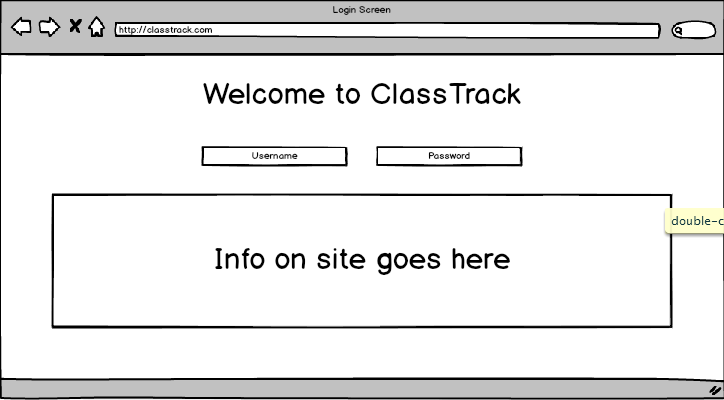 Login Screen
http://classtrack.com
Welcome to ClassTrack
Username Password
double-c
Info on site goes here